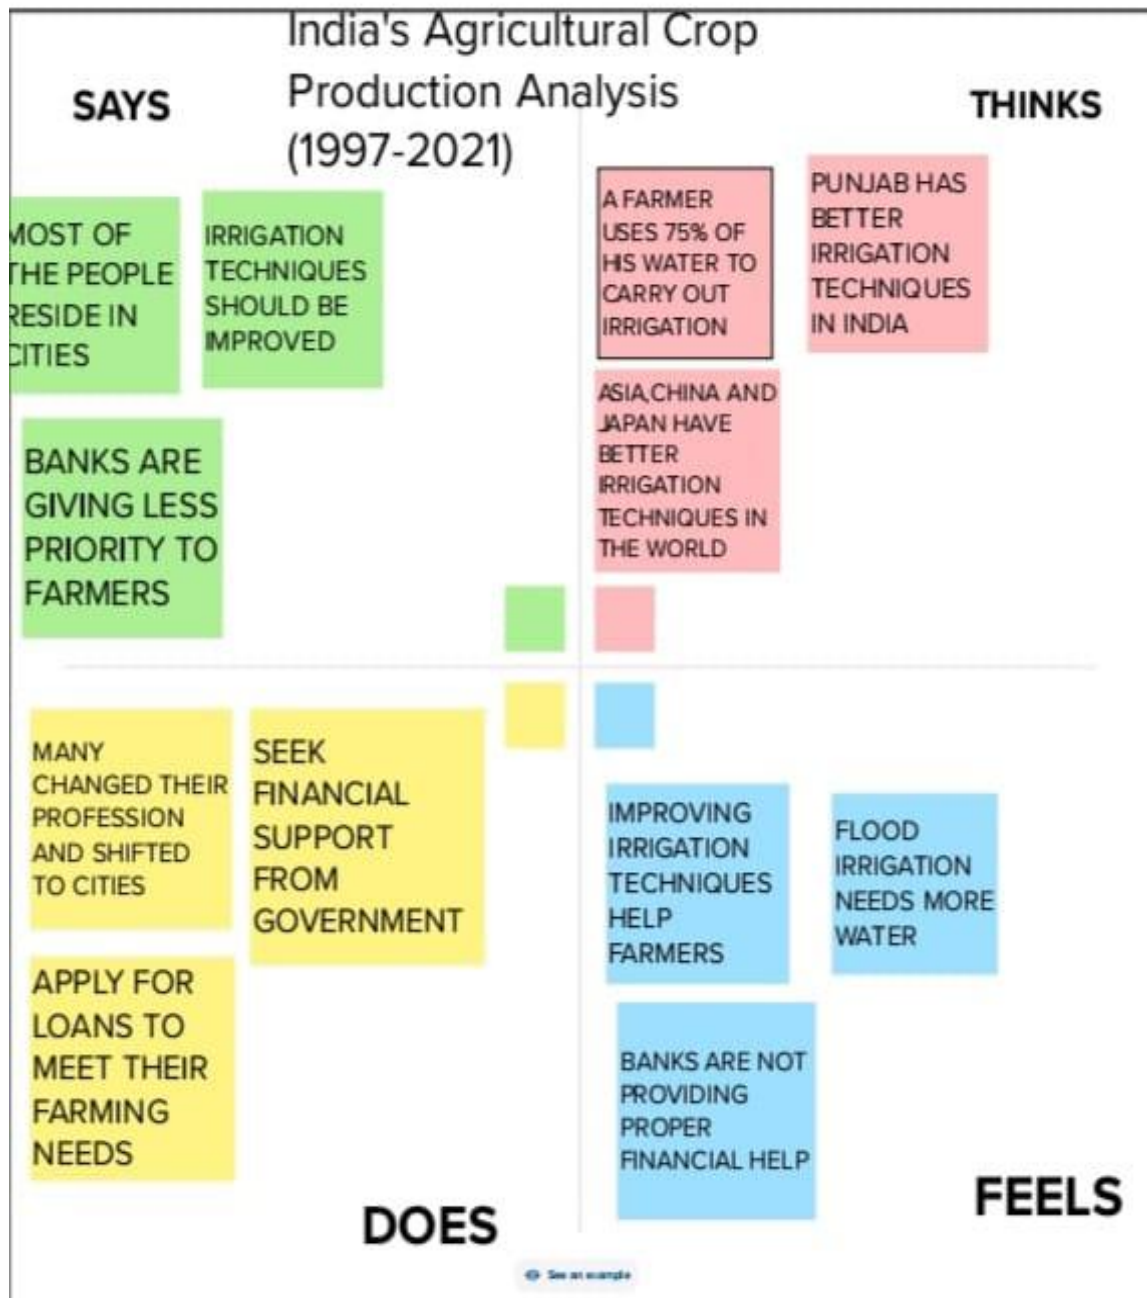 India's Agricultural Crop
Production Analysis
(1997-2021)
SAYS
THINKS
MOST OF
THE PEOPLE
RESIDE IN
CITIES
IRRIGATION
TECHNIQUES
SHOULD BE
IMPROVED
BANKS ARE
GIVING LESS
PRIORITY TO
FARMERS
A FARMER
USES 75% OF
HIS WATER TO
CARRY OUT
IRRIGATION
PUNJAB HAS
BETTER
IRRIGATION
TECHNIQUES
IN INDIA
ASIA,CHINA AND
JAPAN HAVE
BETTER
IRRIGATION
TECHNIQUES IN
THE WORLD
MANY
CHANGED THEIR
PROFESSION
AND SHIFTED
TO CITIES
SEEK
FINANCIAL
SUPPORT
FROM
GOVERNMENT
APPLY FOR
LOANS TO
MEET THEIR
FARMING
NEEDS
DOES
IMPROVING
IRRIGATION
TECHNIQUES
HELP
FARMERS
FLOOD
IRRIGATION
NEEDS MORE
WATER
BANKS ARE NOT
PROVIDING
PROPER
FINANCIAL HELP
FEELS
See an example